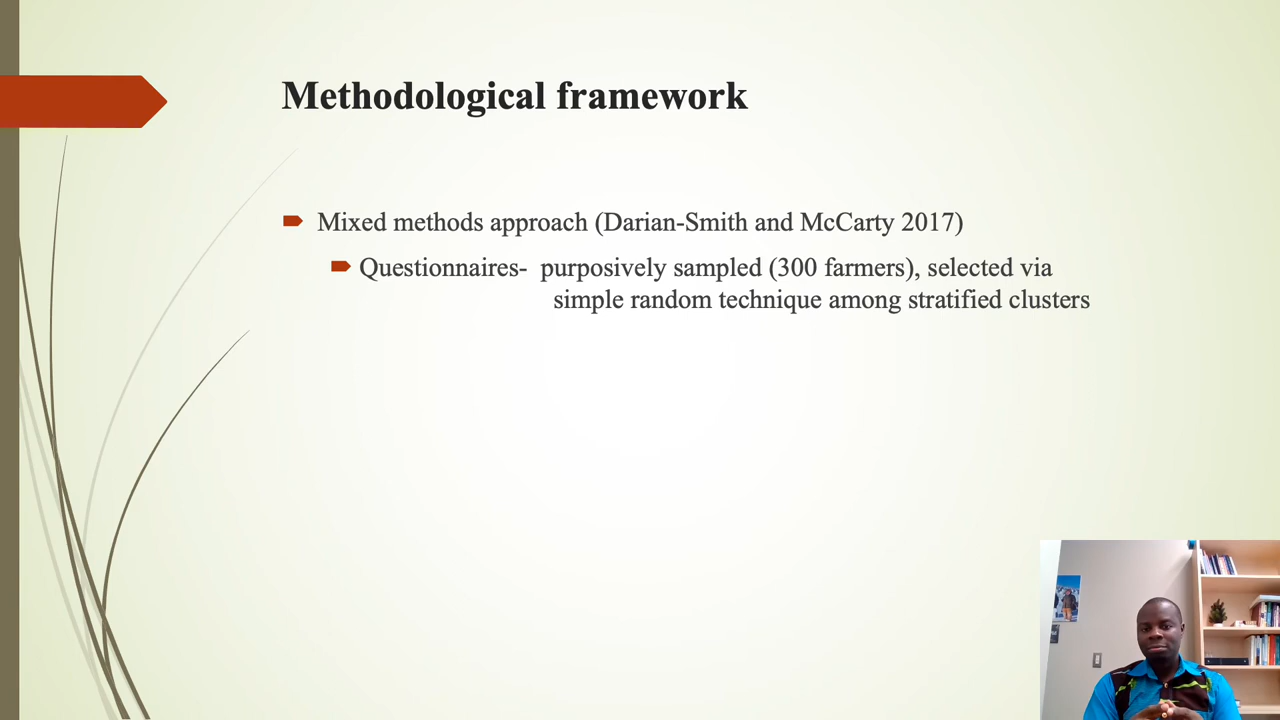 Methodological framework
Mixed methods approach (Darian-Smith and McCarty 2017)
Questionnaires- purposively sampled (300 farmers), selected via
simple random technique among stratified clusters